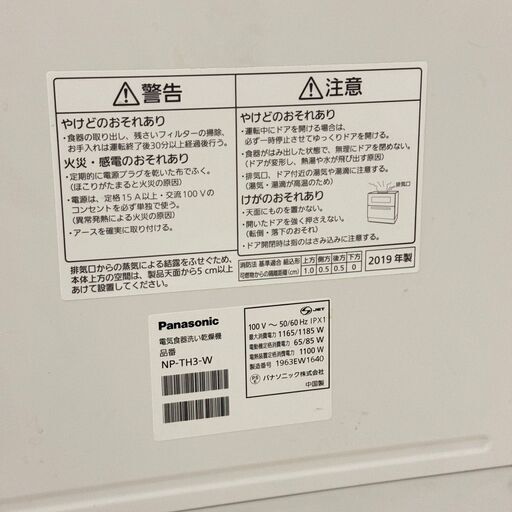 警告
やけどのおそれあり
・食器の取り出し、残さいフィルターの掃除、
お手入れは運転終了後30分以上経過後行う。
火災・感電のおそれあり
・定期的に電源プラグを乾いた布でふく。
(ほこりがたまると火災の原因)
・電源は、定格15A以上・交流100Vの
コンセントを必ず単独で使う。
(異常発熱による火災の原因)
・アースを確実に取り付ける。
注意
やけどのおそれあり
・運転中にドアを開ける場合は、
必ず一時停止させてゆっくりドアを開ける。
・食器がはみ出した状態で、無理にドアを閉めない。
(ドアが変形し、熱湯や水が飛び出す原因)
・排気口、ドア付近の湯気や湯滴に注意する。
(湯気・湯滴が高温のため)
排気口
けがのおそれあり
・天面にものを置かない。
・開いたドアを強く押さえない。
(転倒・落下のおそれ)
・ドア開閉時は指のはさみ込みに注意する。
排気口からの蒸気による結露をふせぐため、
本体上方の空間は、製品天面から5cm以上
あけて設置してください。
消防法 基準適合 組込形 上方 側方 後方 下方
可燃物からの離隔距離(cm) 1.0 0.5 0.5 0
2019年製
Panasonic
電気食器洗い乾燥機
品番
NP-TH3-W
JET
100 V～ 50/60 Hz IPX1
最大消費電力 1165/1185 W
電動機定格消費電力 65/85 W
電熱装置定格消費電力 1100 W
製造番号 1963EW1640
PSE パナソニック株式会社
中国製